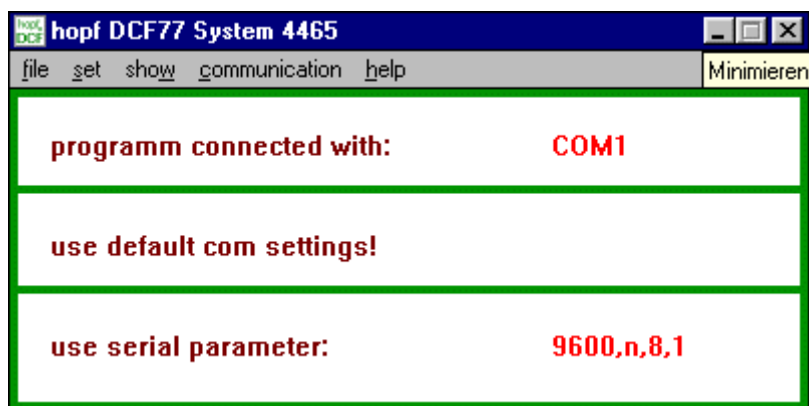 hopf DCF
hopf DCF77 System 4465
file set show communication help
Minimieren
programm connected with: COM1
use default com settings!
use serial parameter: 9600,n,8,1